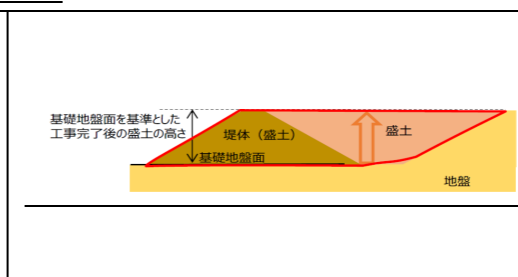 基礎地盤面を基準とした
工事完了後の盛土の高さ
堤体（盛土）
盛土
基礎地盤面
地盤